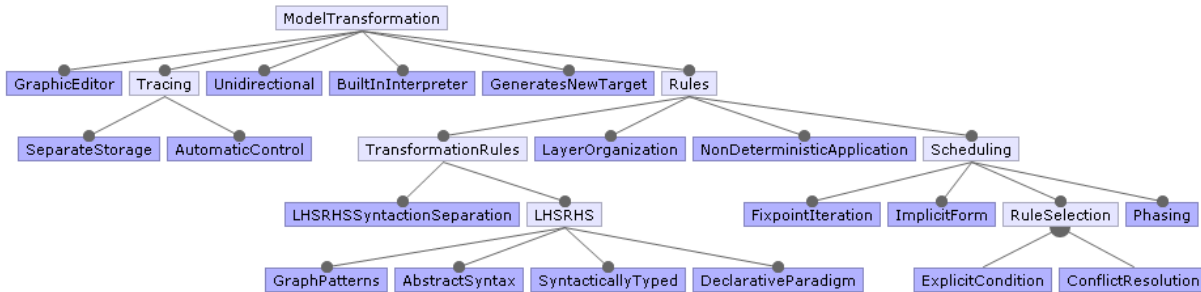 ModelTransformation
GraphicEditor Tracing Unidirectional BuiltInInterpreter GeneratesNewTarget Rules
SeparateStorage AutomaticControl TransformationRules LayerOrganization NonDeterministicApplication Scheduling
LHSRHSSyntactionSeparation LHSRHS FixpointIteration ImplicitForm RuleSelection Phasing
GraphPatterns AbstractSyntax SyntacticallyTyped DeclarativeParadigm ExplicitCondition ConflictResolution